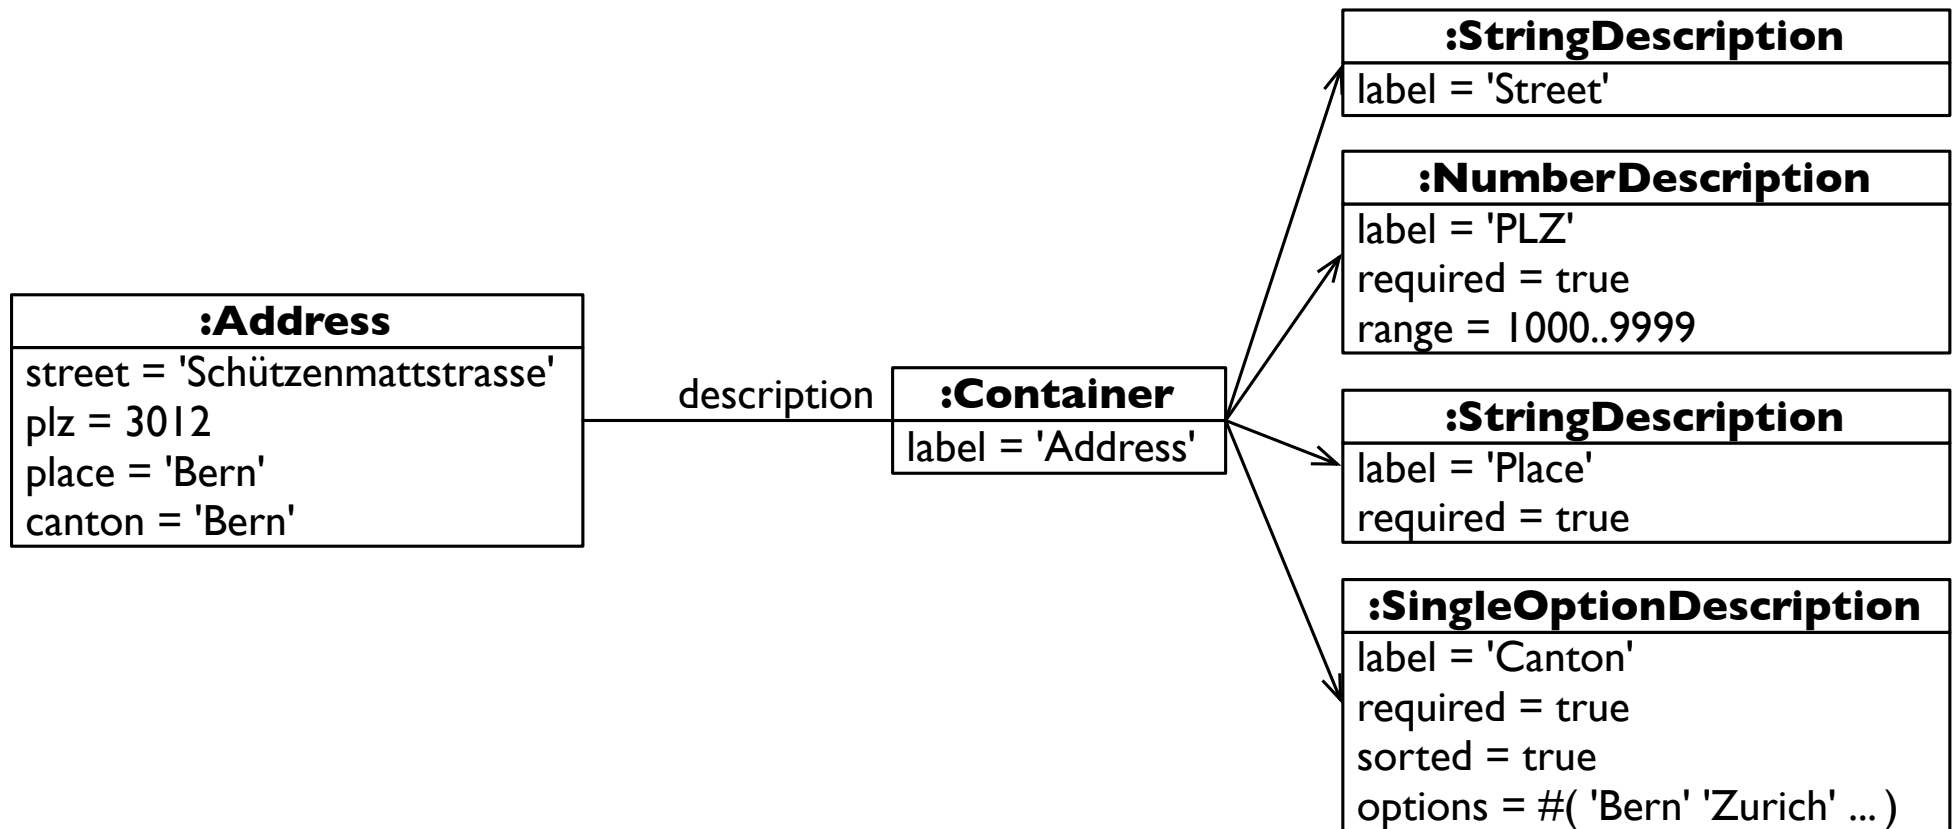 :Address
street = 'Schützenmattstrasse'
plz = 3012
place = 'Bern'
canton = 'Bern'
description
:Container
label = 'Address'
:StringDescription
label = 'Street'
:NumberDescription
label = 'PLZ'
required = true
range = 1000..9999
:StringDescription
label = 'Place'
required = true
:SingleOptionDescription
label = 'Canton'
required = true
sorted = true
options = #( 'Bern' 'Zurich' ... )